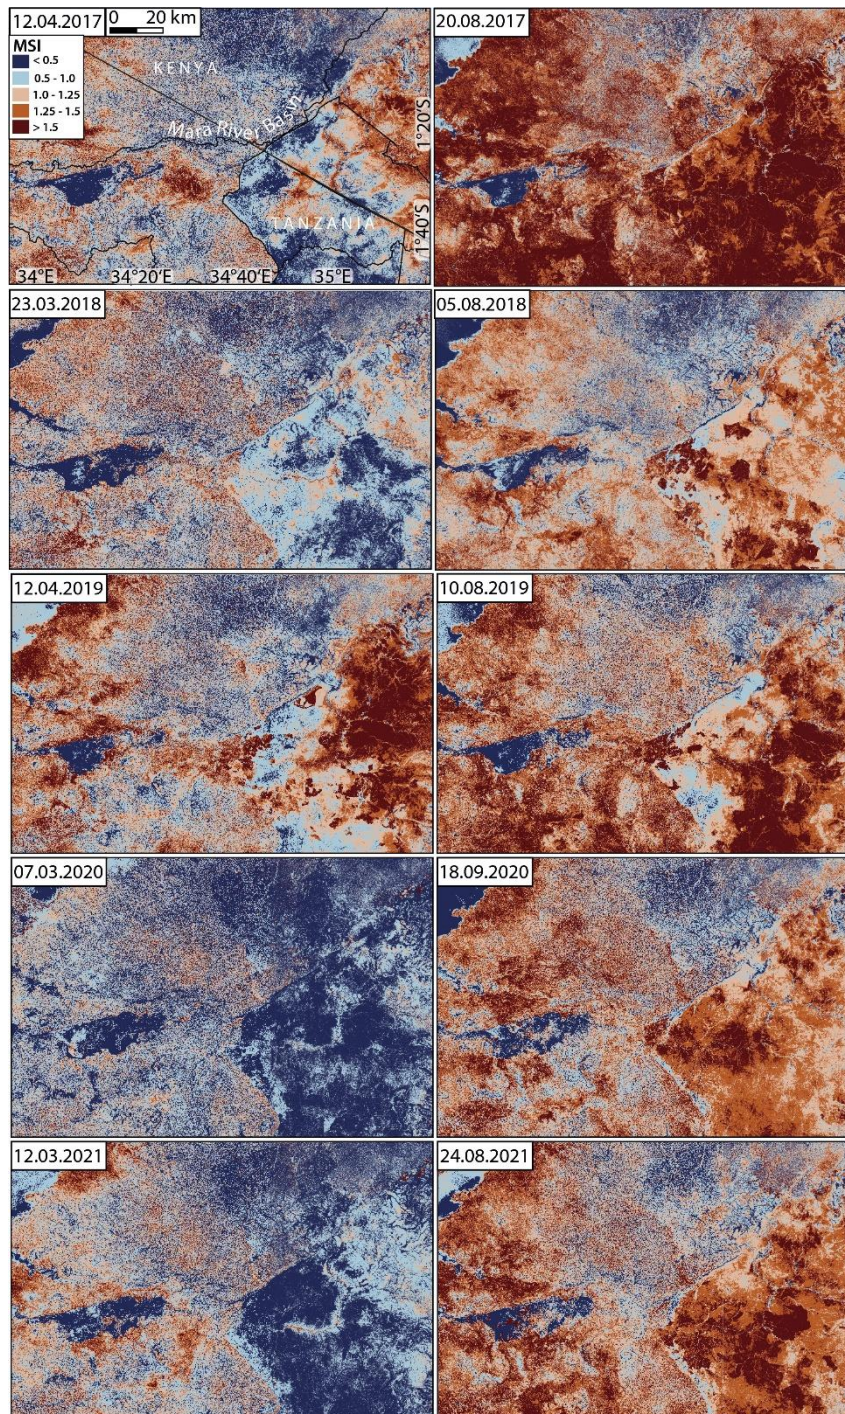 12.04.2017
0 20 km
20.08.2017
MSI
< 0.5
0.5 - 1.0
1.0 - 1.25
1.25 - 1.5
> 1.5
KENYA
Mara River Basin
1°20'S
TANZANIA
1°40'S
34°E 34°20'E 34°40'E 35°E
23.03.2018
05.08.2018
12.04.2019
10.08.2019
07.03.2020
18.09.2020
12.03.2021
24.08.2021